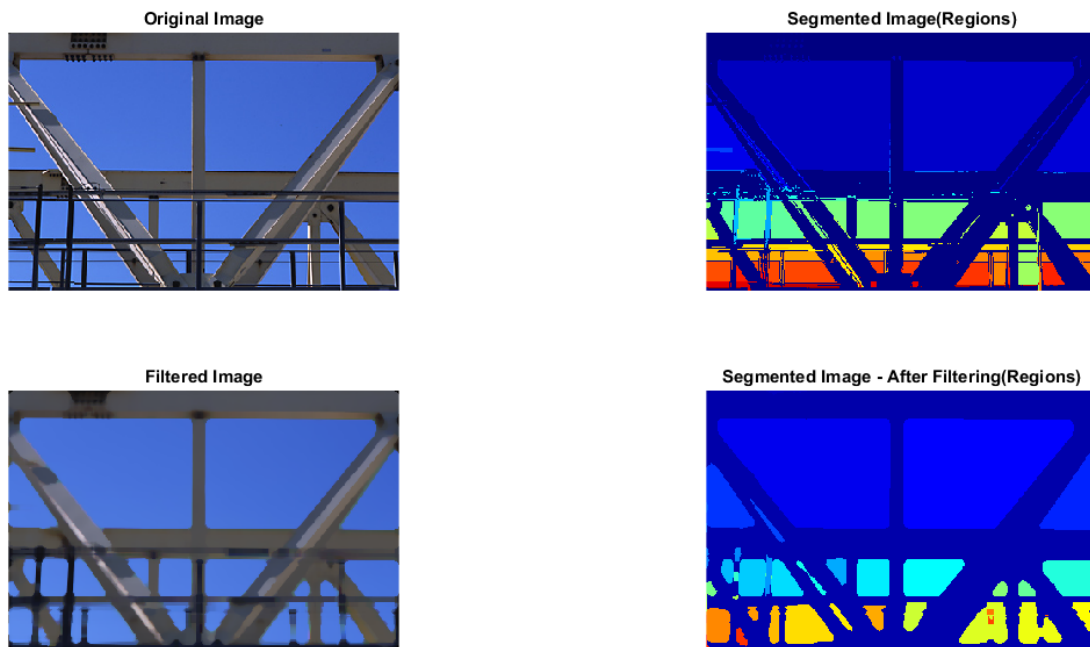 Original Image
Segmented Image(Regions)
Filtered Image
Segmented Image - After Filtering(Regions)